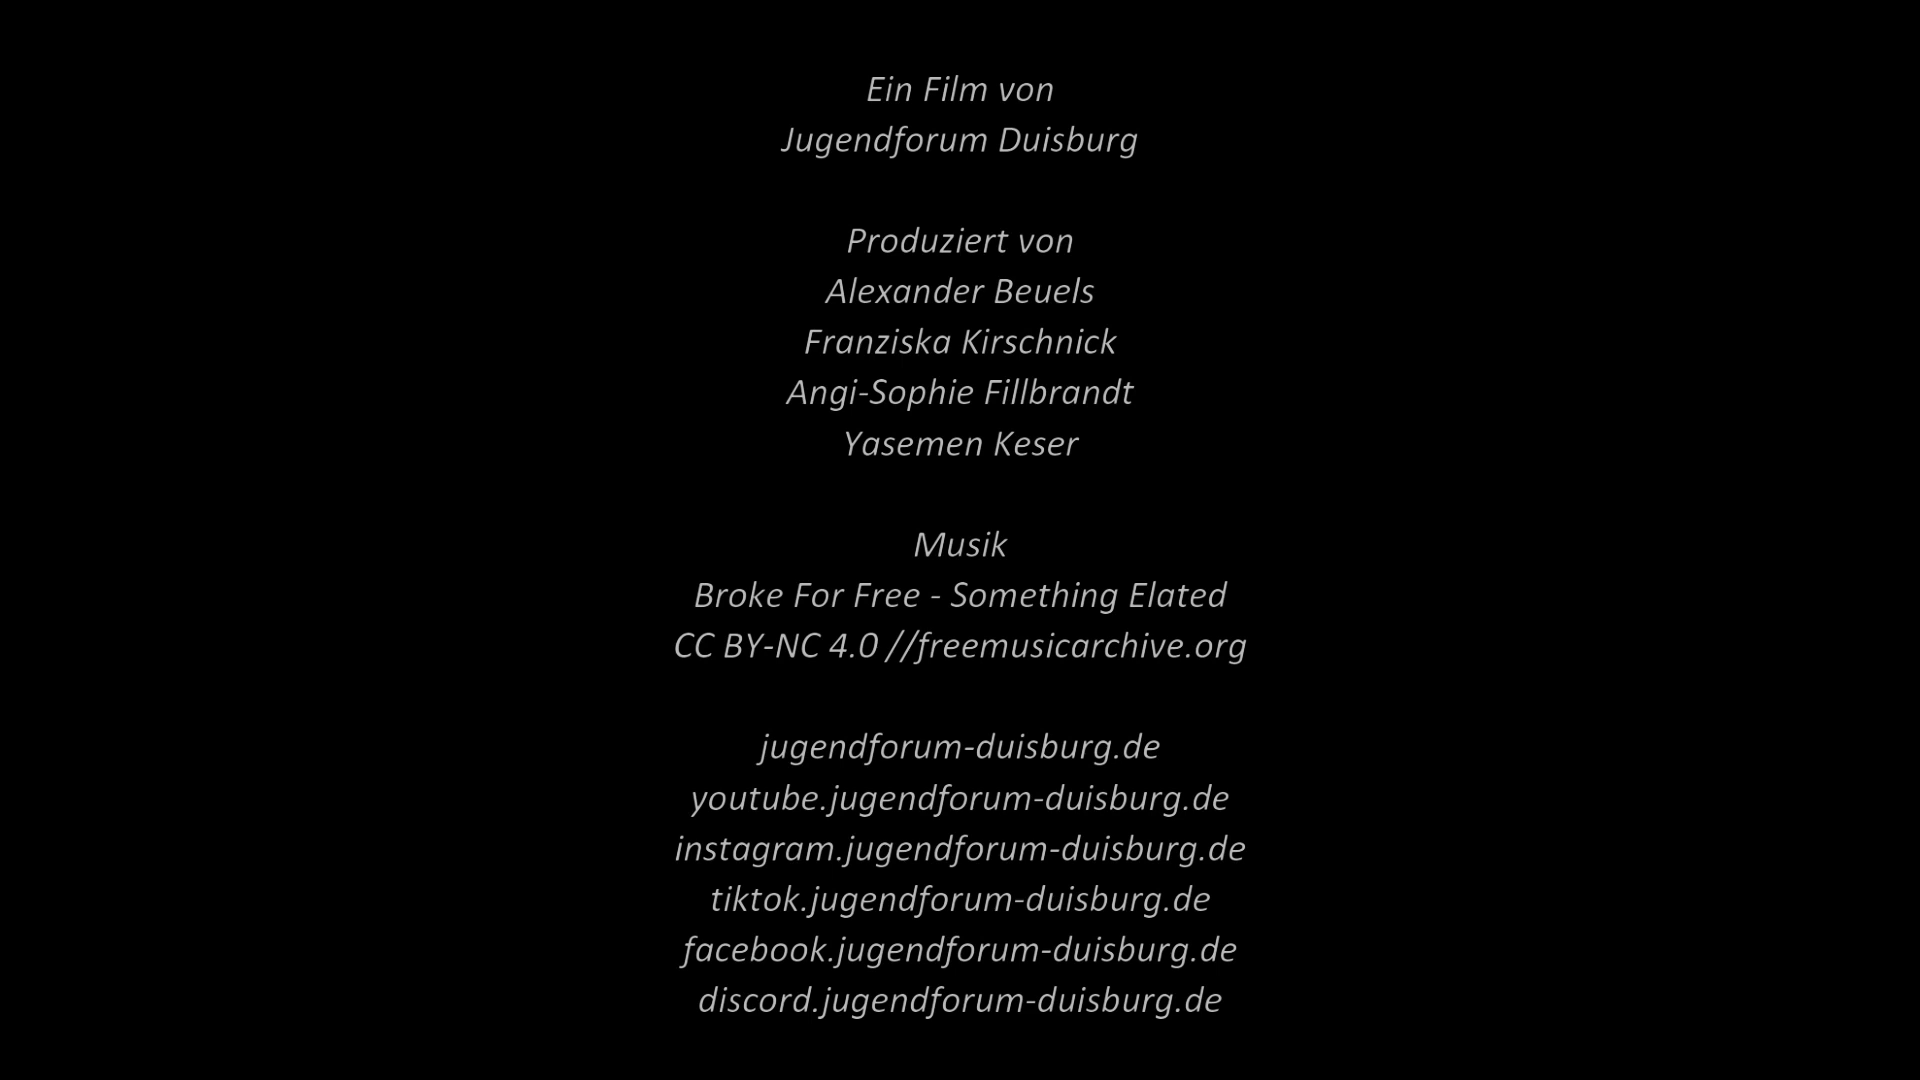 Ein Film von
Jugendforum Duisburg
Produziert von
Alexander Beuels
Franziska Kirschnick
Angi-Sophie Fillbrandt
Yasemen Keser
Musik
Broke For Free - Something Elated
CC BY-NC 4.0 //freemusicarchive.org
jugendforum-duisburg.de
youtube.jugendforum-duisburg.de
instagram.jugendforum-duisburg.de
tiktok.jugendforum-duisburg.de
facebook.jugendforum-duisburg.de
discord.jugendforum-duisburg.de